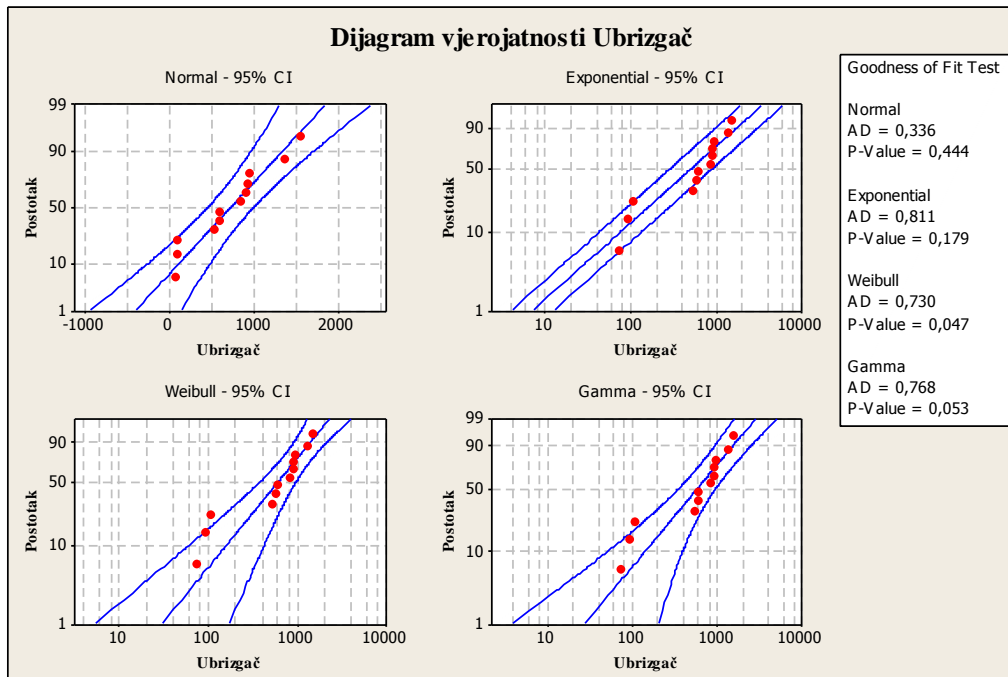 Dijagram vjerojatnosti Ubrizgač
Normal - 95% CI
99
90
50
10
1
Postotak
-1000
0
1000
2000
Ubrizgač
Exponential - 95% CI
90
50
10
1
Postotak
10
100
1000
10000
Ubrizgač
Weibull - 95% CI
90
50
10
1
Postotak
10
100
1000
10000
Ubrizgač
Gamma - 95% CI
99
90
50
10
1
Postotak
10
100
1000
10000
Ubrizgač
Goodness of Fit Test
Normal
AD = 0,336
P-Value = 0,444
Exponential
AD = 0,811
P-Value = 0,179
Weibull
AD = 0,730
P-Value = 0,047
Gamma
AD = 0,768
P-Value = 0,053